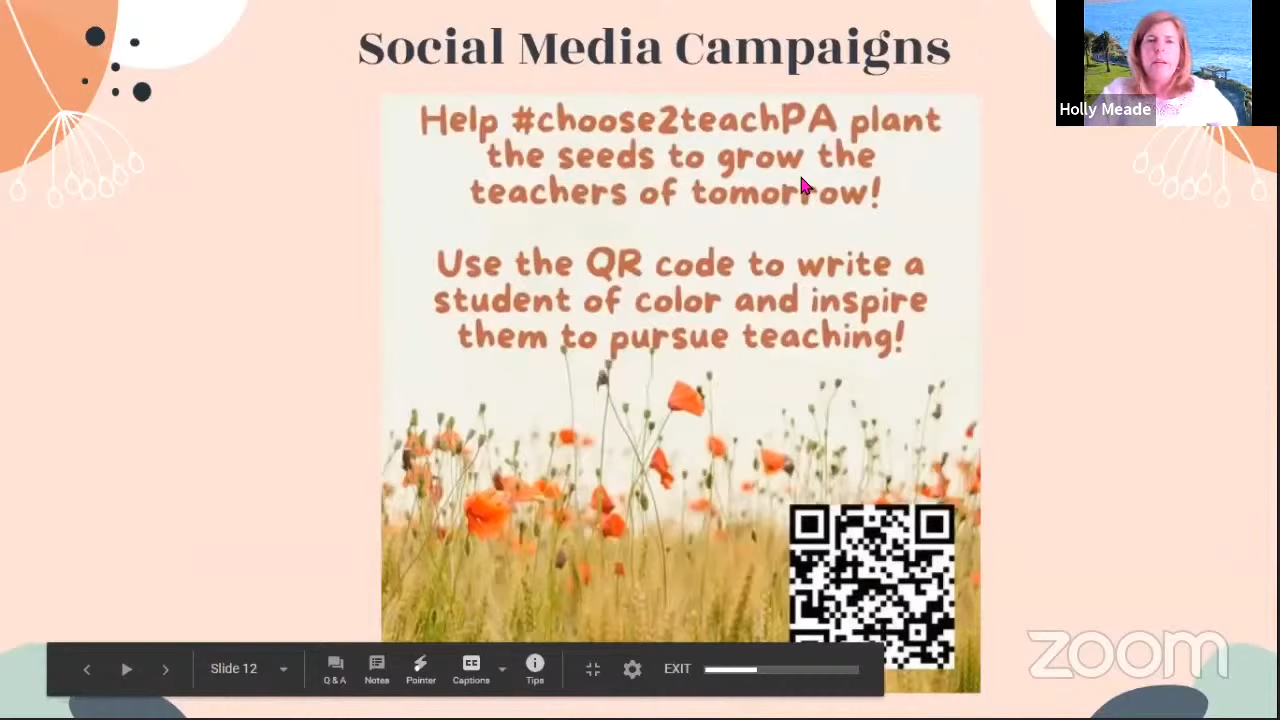 Social Media Campaigns
Holly Meade
Help #choose2teachPA plant
the seeds to grow the
teachers of tomorrow!
Use the QR code to write a
student of color and inspire
them to pursue teaching!
zoom
Slide 12
Q & A
Notes
Pointer
CC
Captions
Tips
EXIT